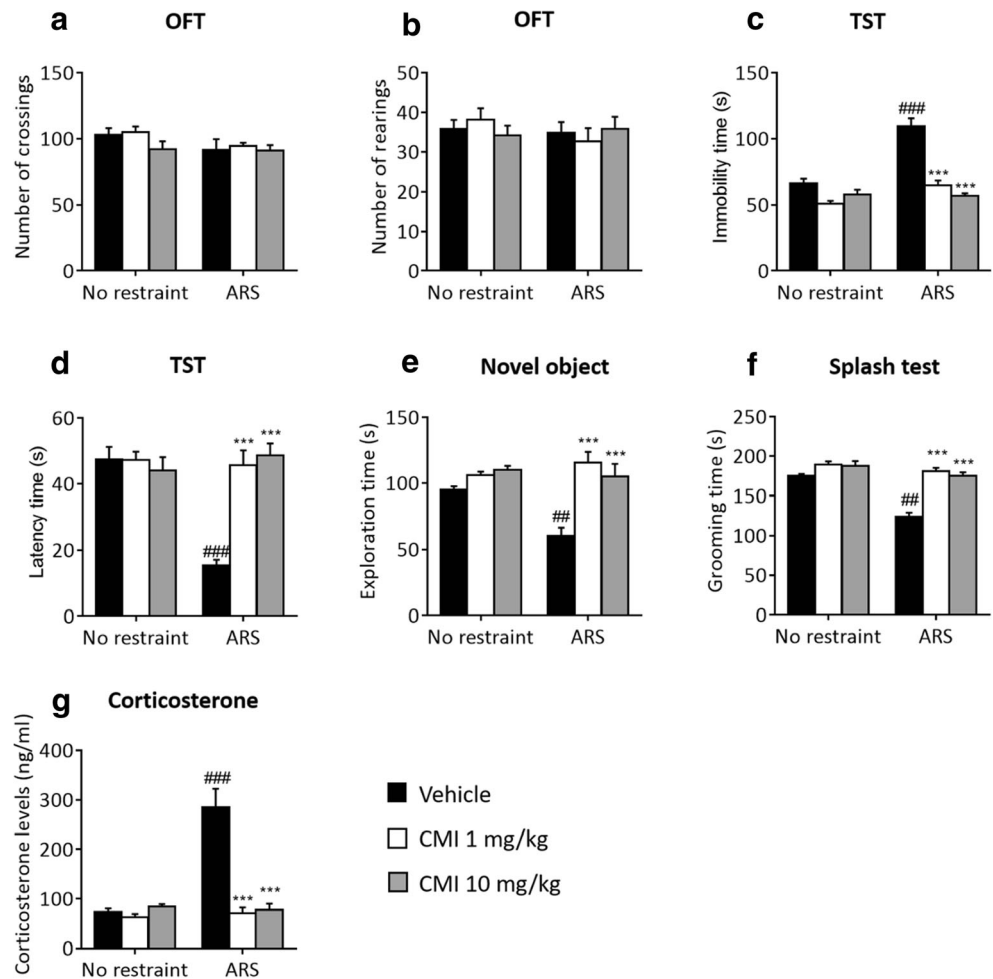 a OFT
Number of crossings
150
100
50
0
No restraint ARS
b OFT
Number of rearings
50
40
30
20
10
0
No restraint ARS
c TST
Immobility time (s)
150
100
50
0
###
***
***
No restraint ARS
d TST
Latency time (s)
60
40
20
0
###
***
***
No restraint ARS
e Novel object
Exploration time (s)
150
100
50
0
##
***
***
No restraint ARS
f Splash test
Grooming time (s)
250
200
150
100
50
0
##
***
***
No restraint ARS
g Corticosterone
Corticosterone levels (ng/ml)
400
300
200
100
0
###
***
***
No restraint ARS
Vehicle
CMI 1 mg/kg
CMI 10 mg/kg